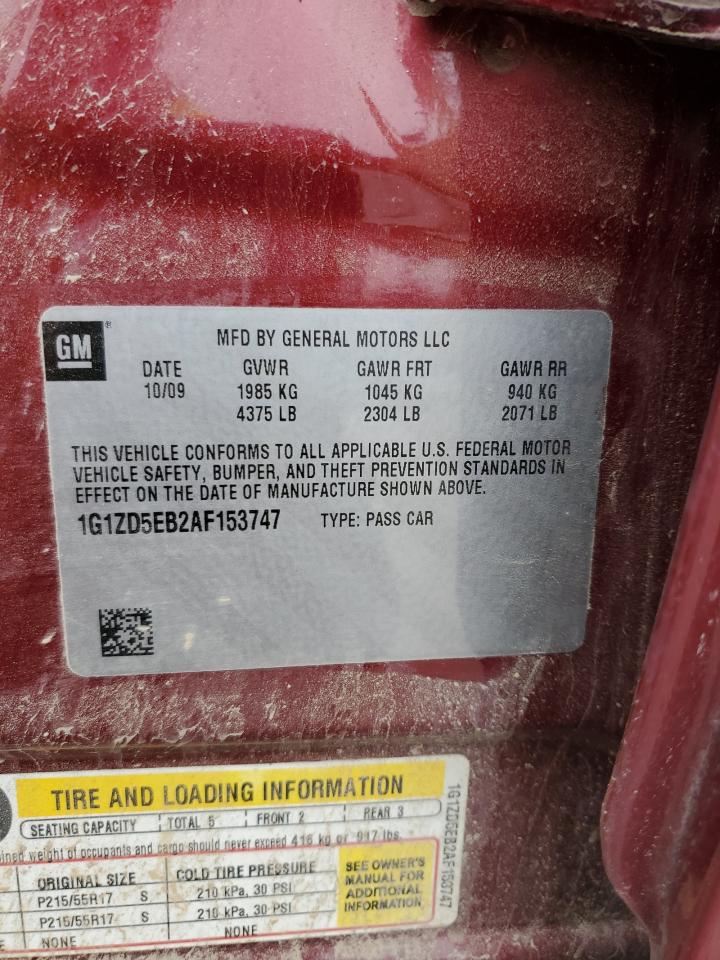 GM ®
MFD BY GENERAL MOTORS LLC
DATE GVWR GAWR FRT GAWR RR
10/09 1985 KG 1045 KG 940 KG
4375 LB 2304 LB 2071 LB
THIS VEHICLE CONFORMS TO ALL APPLICABLE U.S. FEDERAL MOTOR
VEHICLE SAFETY, BUMPER, AND THEFT PREVENTION STANDARDS IN
EFFECT ON THE DATE OF MANUFACTURE SHOWN ABOVE.
1G1ZD5EB2AF153747 TYPE: PASS CAR
TIRE AND LOADING INFORMATION
SEATING CAPACITY TOTAL 5 FRONT 2 REAR 3
weight of occupants and cargo should never exceed 416 kg or 917 lbs.
ORIGINAL SIZE COLD TIRE PRESSURE
P215/55R17 S 210 kPa, 30 PSI
P215/55R17 S 210 kPa, 30 PSI
NONE NONE
SEE OWNER'S
MANUAL FOR
ADDITIONAL
INFORMATION
1G1ZD5EB2AF153747